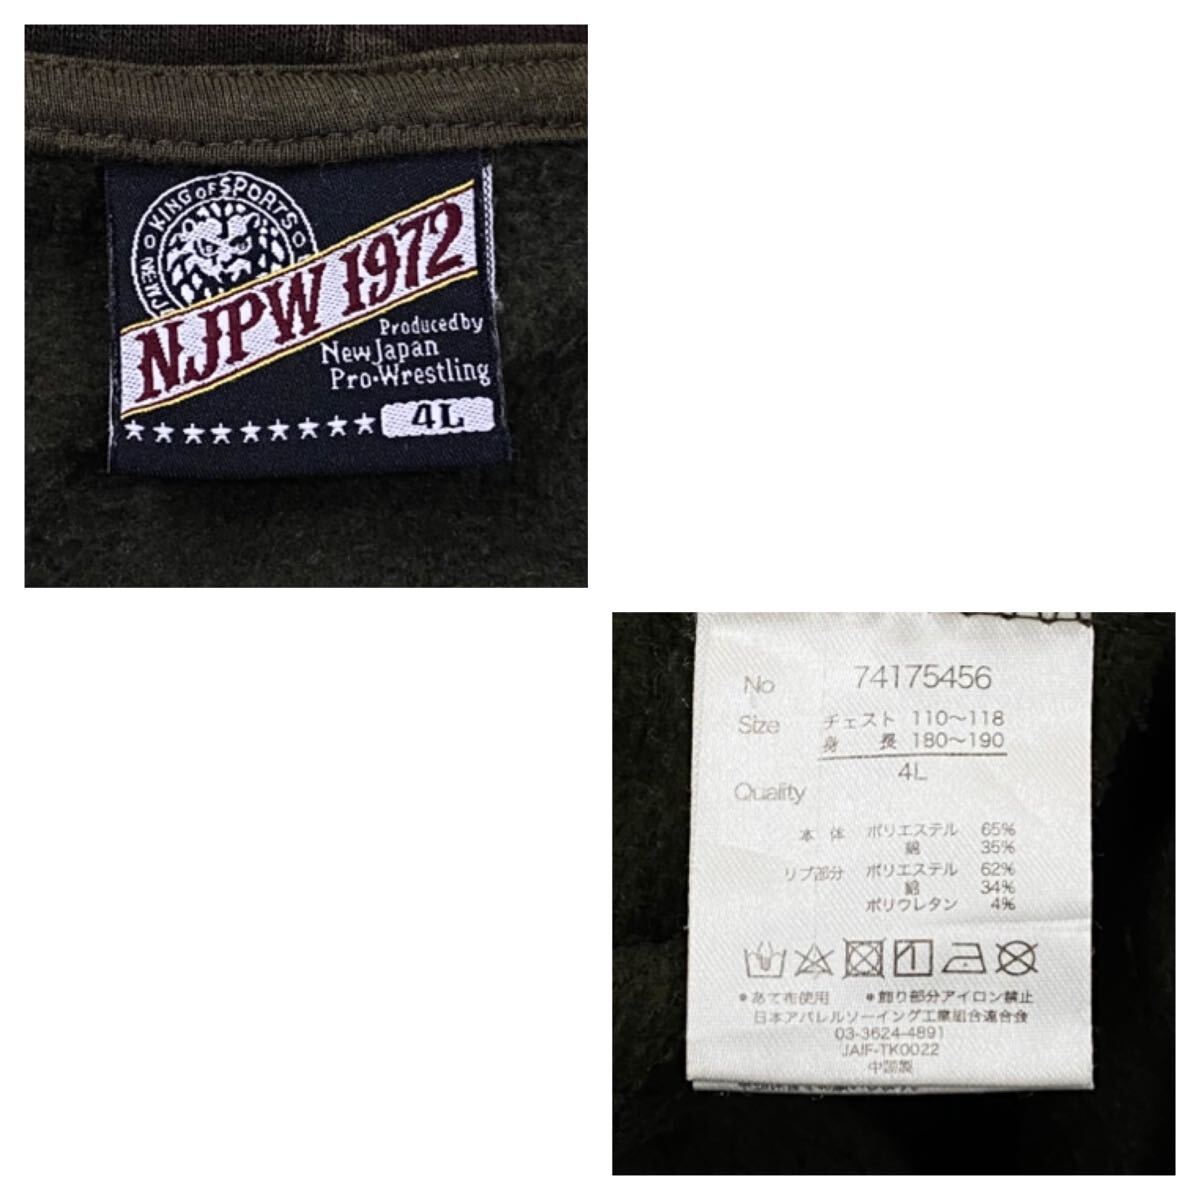 KING OF SPORTS
NEW J
NJPW 1972
Produced by
New Japan
Pro-Wrestling
4L
No 74175456
Size チェスト 110〜118
身長 180〜190
4L
Quality
本体 ポリエステル 65%
綿 35%
リブ部分 ポリエステル 62%
綿 34%
ポリウレタン 4%
●あて布使用 ●飾り部分アイロン禁止
日本アパレルソーイング工業組合連合会
03-3624-4891
JAIF-TK0022
中国製